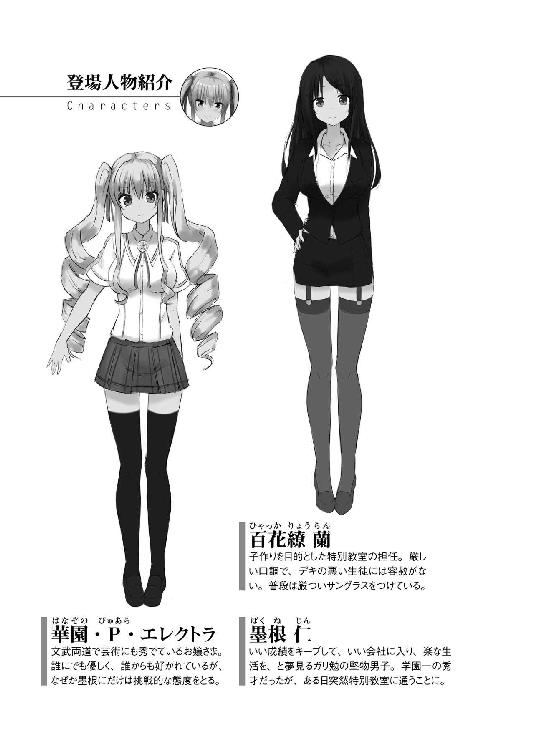 登場人物紹介
Characters
ひゃっか りょうらん
百花繚 蘭
子作りを目的とした特別教室の担任。厳し
い口調で、デキの悪い生徒には容赦がな
い。普段は厳ついサングラスをつけている。
はなぞの ぴゅあら
華園・P・エレクトラ
文武両道で芸術にも秀でているお嬢さま。
誰にでも優しく、誰からも好かれているが、
なぜか墨根にだけは挑戦的な態度をとる。
ぼく ね じん
墨根 仁
いい成績をキープして、いい会社に入り、楽な生
活を、と夢見るガリ勉の堅物男子。学園一の秀
才だったが、ある日突然特別教室に通うことに。